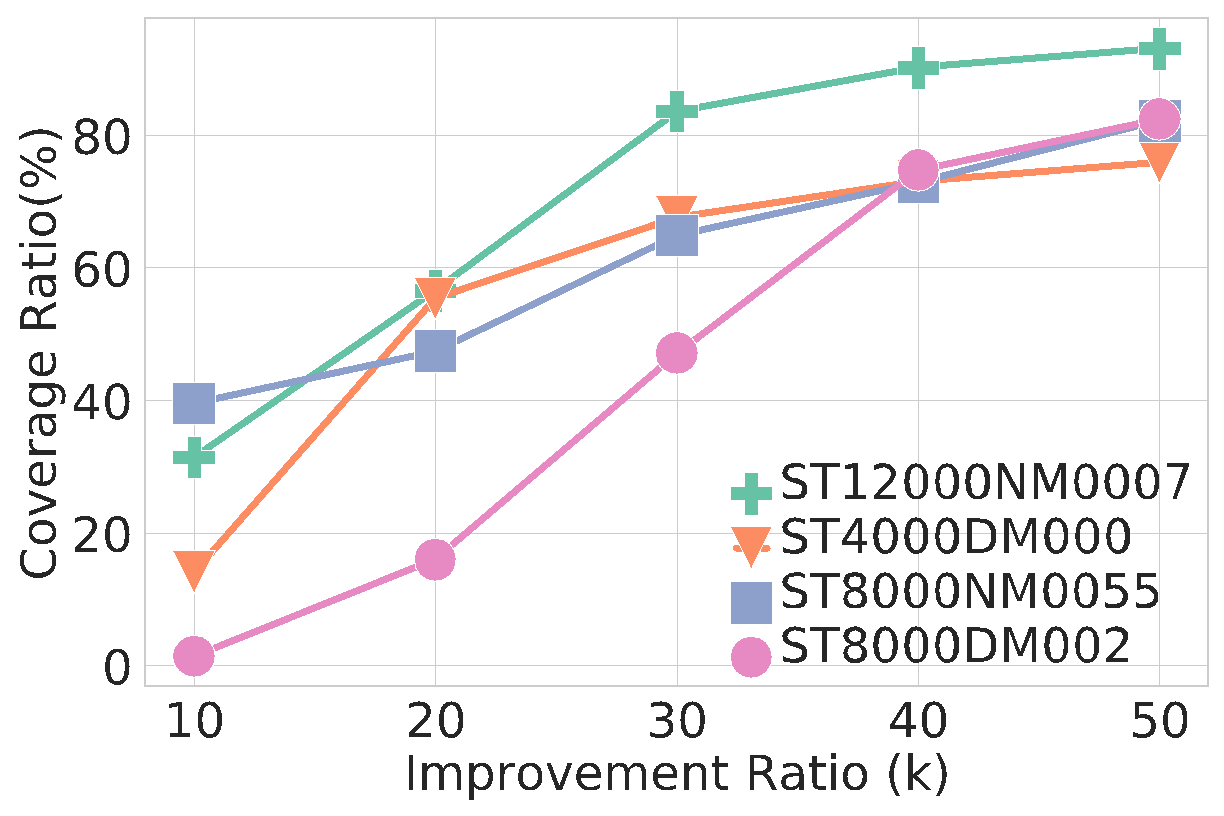 Coverage Ratio(%)
80
60
40
20
0
ST12000NM0007
ST4000DM000
ST8000NM0055
ST8000DM002
10 20 30 40 50
Improvement Ratio (k)